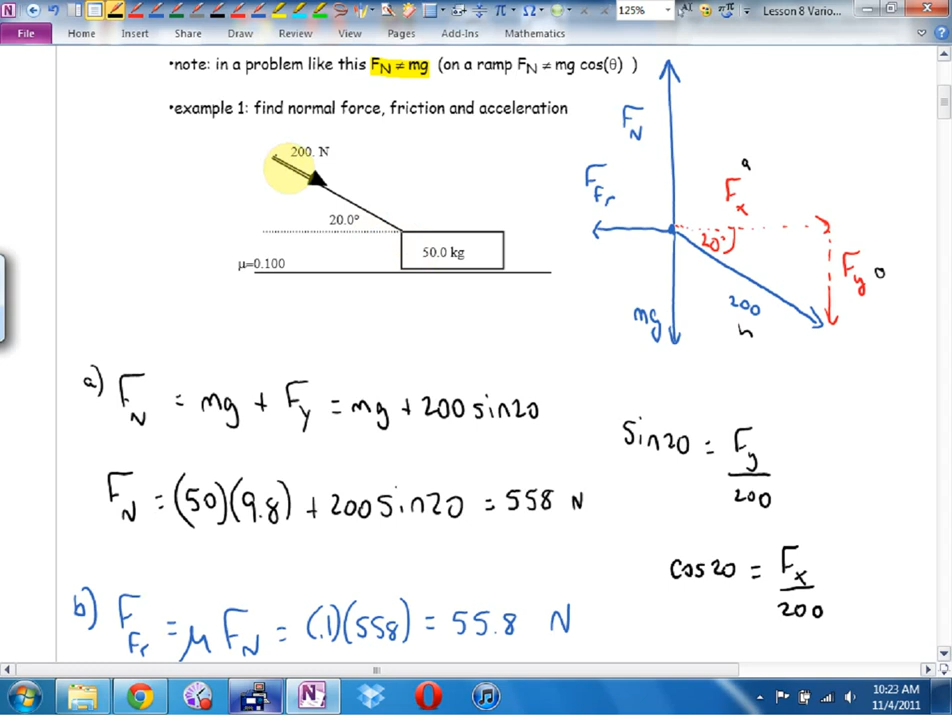 125%
Lesson 8 Vario...
File Home Insert Share Draw Review View Pages Add-Ins Mathematics
•note: in a problem like this FN ≠ mg (on a ramp FN ≠ mg cos(θ) )
•example 1: find normal force, friction and acceleration
200. N
20.0°
50.0 kg
μ=0.100
FN
FFr
a
Fx
20°
Fy o
200
h
mg
a) FN = mg + Fy = mg + 200 sin20
FN = (50)(9.8) + 200 sin20 = 558 N
sin20 = Fy/200
cos20 = Fx/200
b) FFr = μ FN = (.1)(558) = 55.8 N
10:23 AM
11/4/2011